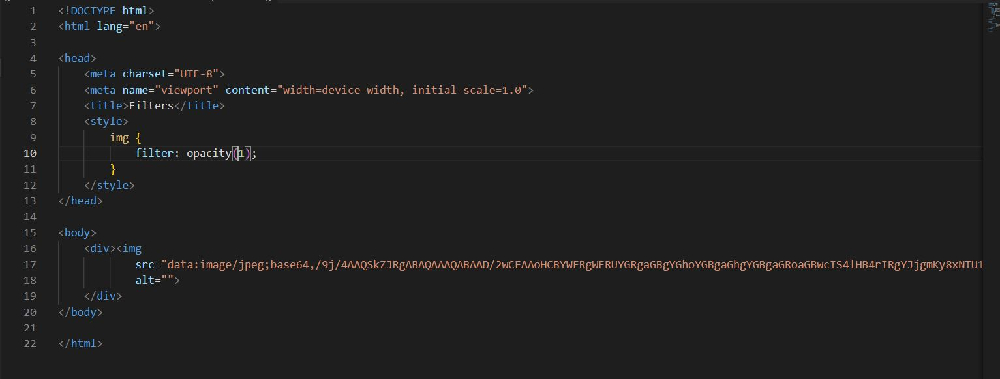 1 <!DOCTYPE html>
2 <html lang="en">
3
4 <head>
5     <meta charset="UTF-8">
6     <meta name="viewport" content="width=device-width, initial-scale=1.0">
7     <title>Filters</title>
8     <style>
9         img {
10             filter: opacity(1);
11         }
12     </style>
13 </head>
14
15 <body>
16     <div><img
17             src="data:image/jpeg;base64,/9j/4AAQSkZJRgABAQAAAQABAAD/2wCEAAoHCBYWFRgWFRUYGRgaGBgYGhoYGBgaGhgYGBgaGRoaGBwcIS4lHB4rIRgYJjgmKy8xNTU1
18             alt="">
19     </div>
20 </body>
21
22 </html>